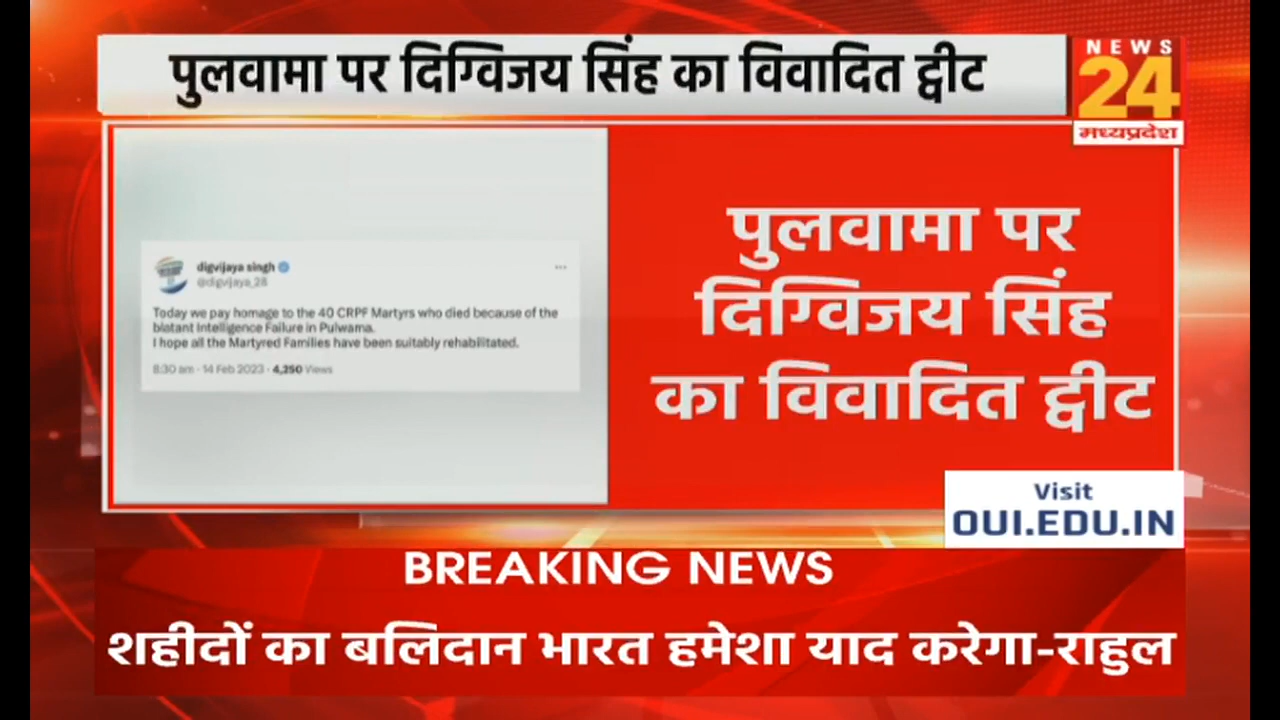 पुलवामा पर दिग्विजय सिंह का विवादित ट्वीट
NEWS
24
मध्यप्रदेश
digvijaya singh
@digvijaya_28
Today we pay homage to the 40 CRPF Martyrs who died because of the
blatant Intelligence Failure in Pulwama.
I hope all the Martyred Families have been suitably rehabilitated.
8:30 am · 14 Feb 2023 · 4,250 Views
पुलवामा पर
दिग्विजय सिंह
का विवादित ट्वीट
Visit
OUI.EDU.IN
BREAKING NEWS
शहीदों का बलिदान भारत हमेशा याद करेगा-राहुल